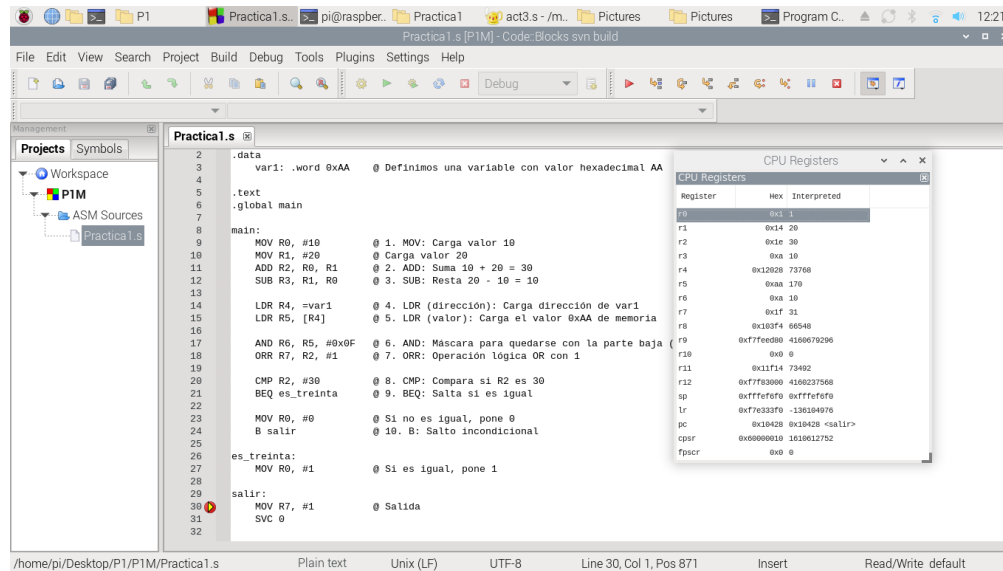 P1
Practica1.s..
pi@raspber..
Practica1
act3.s - /m..
Pictures
Pictures
Program C..
12:21
Practica1.s [P1M] - Code::Blocks svn build
File Edit View Search Project Build Debug Tools Plugins Settings Help
Debug
Management
Projects Symbols
Workspace
P1M
ASM Sources
Practica1.s
Practica1.s
2 .data
3 var1: .word 0xAA @ Definimos una variable con valor hexadecimal AA
4
5 .text
6 .global main
7
8 main:
9 MOV R0, #10 @ 1. MOV: Carga valor 10
10 MOV R1, #20 @ Carga valor 20
11 ADD R2, R0, R1 @ 2. ADD: Suma 10 + 20 = 30
12 SUB R3, R1, R0 @ 3. SUB: Resta 20 - 10 = 10
13
14 LDR R4, =var1 @ 4. LDR (dirección): Carga dirección de var1
15 LDR R5, [R4] @ 5. LDR (valor): Carga el valor 0xAA de memoria
16
17 AND R6, R5, #0x0F @ 6. AND: Máscara para quedarse con la parte baja (
18 ORR R7, R2, #1 @ 7. ORR: Operación lógica OR con 1
19
20 CMP R2, #30 @ 8. CMP: Compara si R2 es 30
21 BEQ es_treinta @ 9. BEQ: Salta si es igual
22
23 MOV R0, #0 @ Si no es igual, pone 0
24 B salir @ 10. B: Salto incondicional
25
26 es_treinta:
27 MOV R0, #1 @ Si es igual, pone 1
28
29 salir:
30 MOV R7, #1 @ Salida
31 SVC 0
32
CPU Registers
CPU Registers
Register Hex Interpreted
r0 0x1 1
r1 0x14 20
r2 0x1e 30
r3 0xa 10
r4 0x12028 73768
r5 0xaa 170
r6 0xa 10
r7 0x1f 31
r8 0x103f4 66548
r9 0xf7feed80 4160679296
r10 0x0 0
r11 0x11f14 73492
r12 0xf7f83000 4160237568
sp 0xfffef6f0 0xfffef6f0
lr 0xf7e333f0 -136104976
pc 0x10428 0x10428 <salir>
cpsr 0x60000010 1610612752
fpscr 0x0 0
/home/pi/Desktop/P1/P1M/Practica1.s Plain text Unix (LF) UTF-8 Line 30, Col 1, Pos 871 Insert Read/Write default